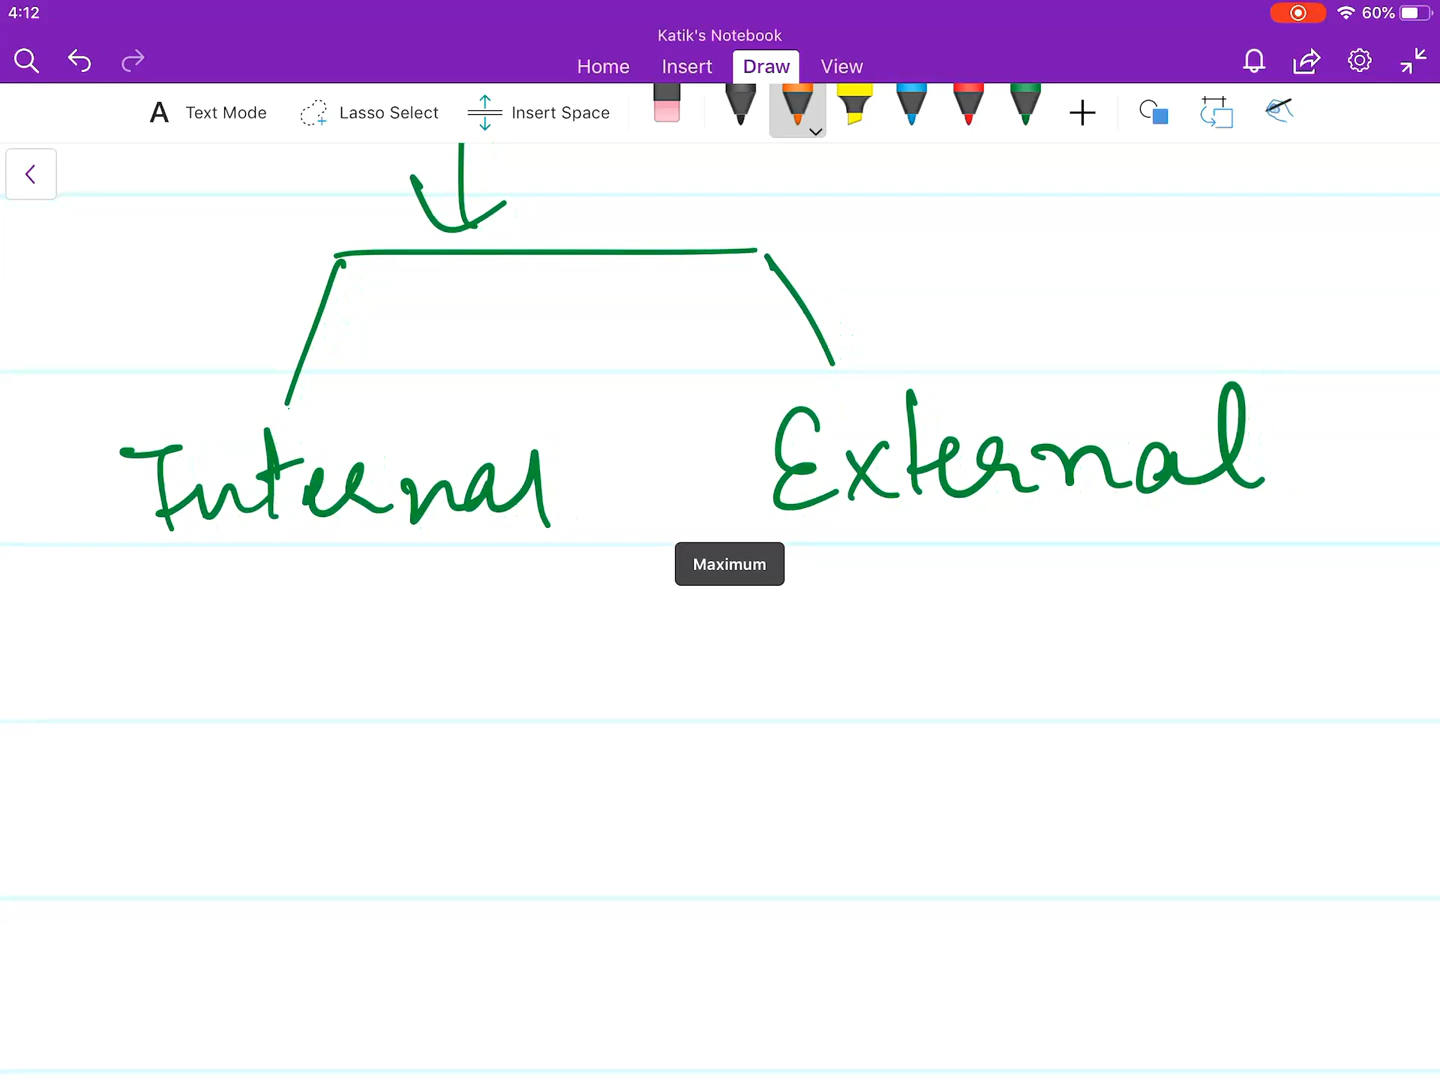 4:12
60%
Katik's Notebook
Home Insert Draw View
A Text Mode Lasso Select Insert Space
Internal External
Maximum